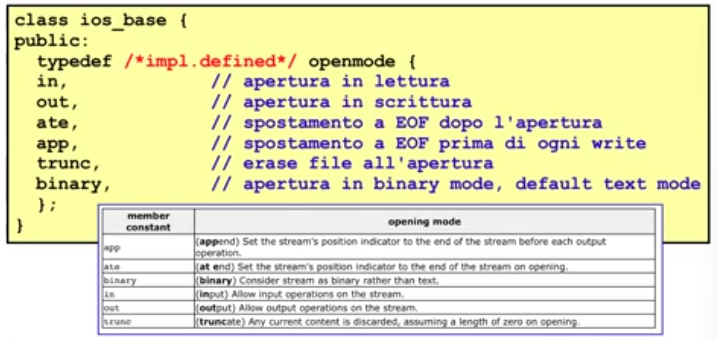 class ios_base {
public:
typedef /*impl.defined*/ openmode {
in, // apertura in lettura
out, // apertura in scrittura
ate, // spostamento a EOF dopo l'apertura
app, // spostamento a EOF prima di ogni write
trunc, // erase file all'apertura
binary, // apertura in binary mode, default text mode
};
}
member constant opening mode
app (append) Set the stream's position indicator to the end of the stream before each output
operation.
ate (at end) Set the stream's position indicator to the end of the stream on opening.
binary (binary) Consider stream as binary rather than text.
in (input) Allow input operations on the stream.
out (output) Allow output operations on the stream.
trunc (truncate) Any current content is discarded, assuming a length of zero on opening.